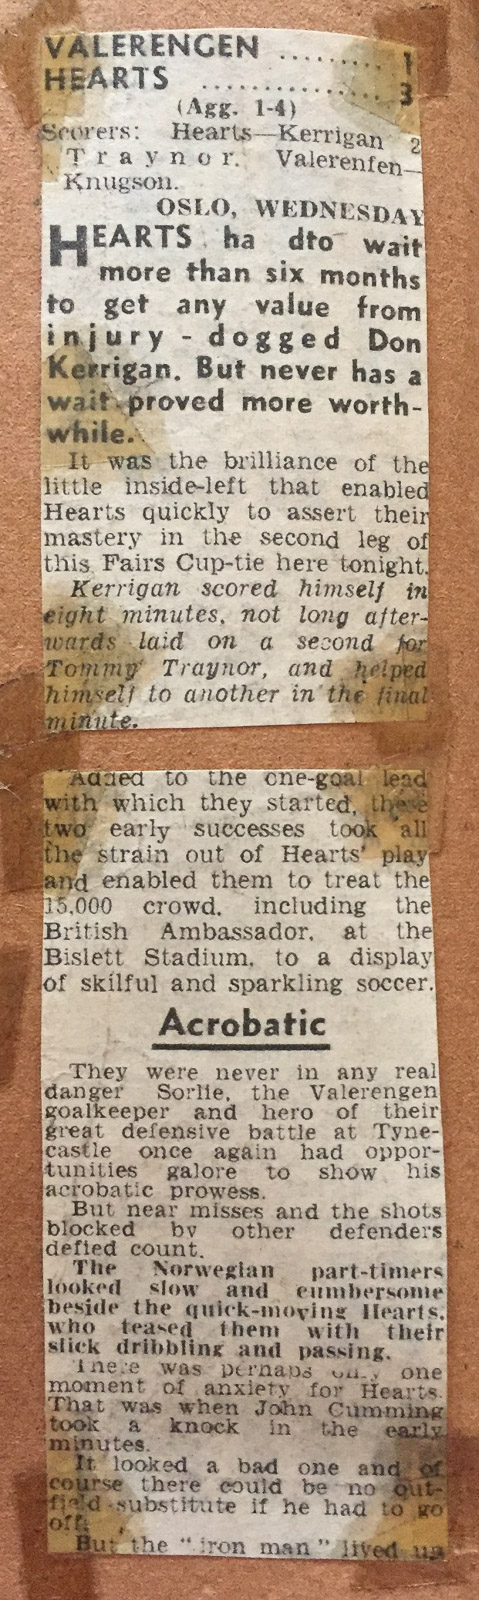 VALERENGEN ......... 1
HEARTS .............. 3
(Agg. 1-4)
Scorers: Hearts—Kerrigan 2
Traynor. Valerenfen—
Knugson.
OSLO, WEDNESDAY
HEARTS ha dto wait
more than six months
to get any value from
injury - dogged Don
Kerrigan. But never has a
wait proved more worth-
while.
It was the brilliance of the
little inside-left that enabled
Hearts quickly to assert their
mastery in the second leg of
this Fairs Cup-tie here tonight.
Kerrigan scored himself in
eight minutes, not long after-
wards laid on a second for
Tommy Traynor, and helped
himself to another in the final
minute.
Added to the one-goal lead
with which they started, these
two early successes took all
the strain out of Hearts' play
and enabled them to treat the
15,000 crowd, including the
British Ambassador, at the
Bislett Stadium, to a display
of skilful and sparkling soccer.
Acrobatic
They were never in any real
danger Sorlie, the Valerengen
goalkeeper and hero of their
great defensive battle at Tyne-
castle once again had oppor-
tunities galore to show his
acrobatic prowess.
But near misses and the shots
blocked by other defenders
defied count.
The Norwegian part-timers
looked slow and cumbersome
beside the quick-moving Hearts,
who teased them with their
slick dribbling and passing.
There was perhaps only one
moment of anxiety for Hearts.
That was when John Cumming
took a knock in the early
minutes.
It looked a bad one and of
course there could be no out-
field substitute if he had to go
off.
But the "iron man" lived up